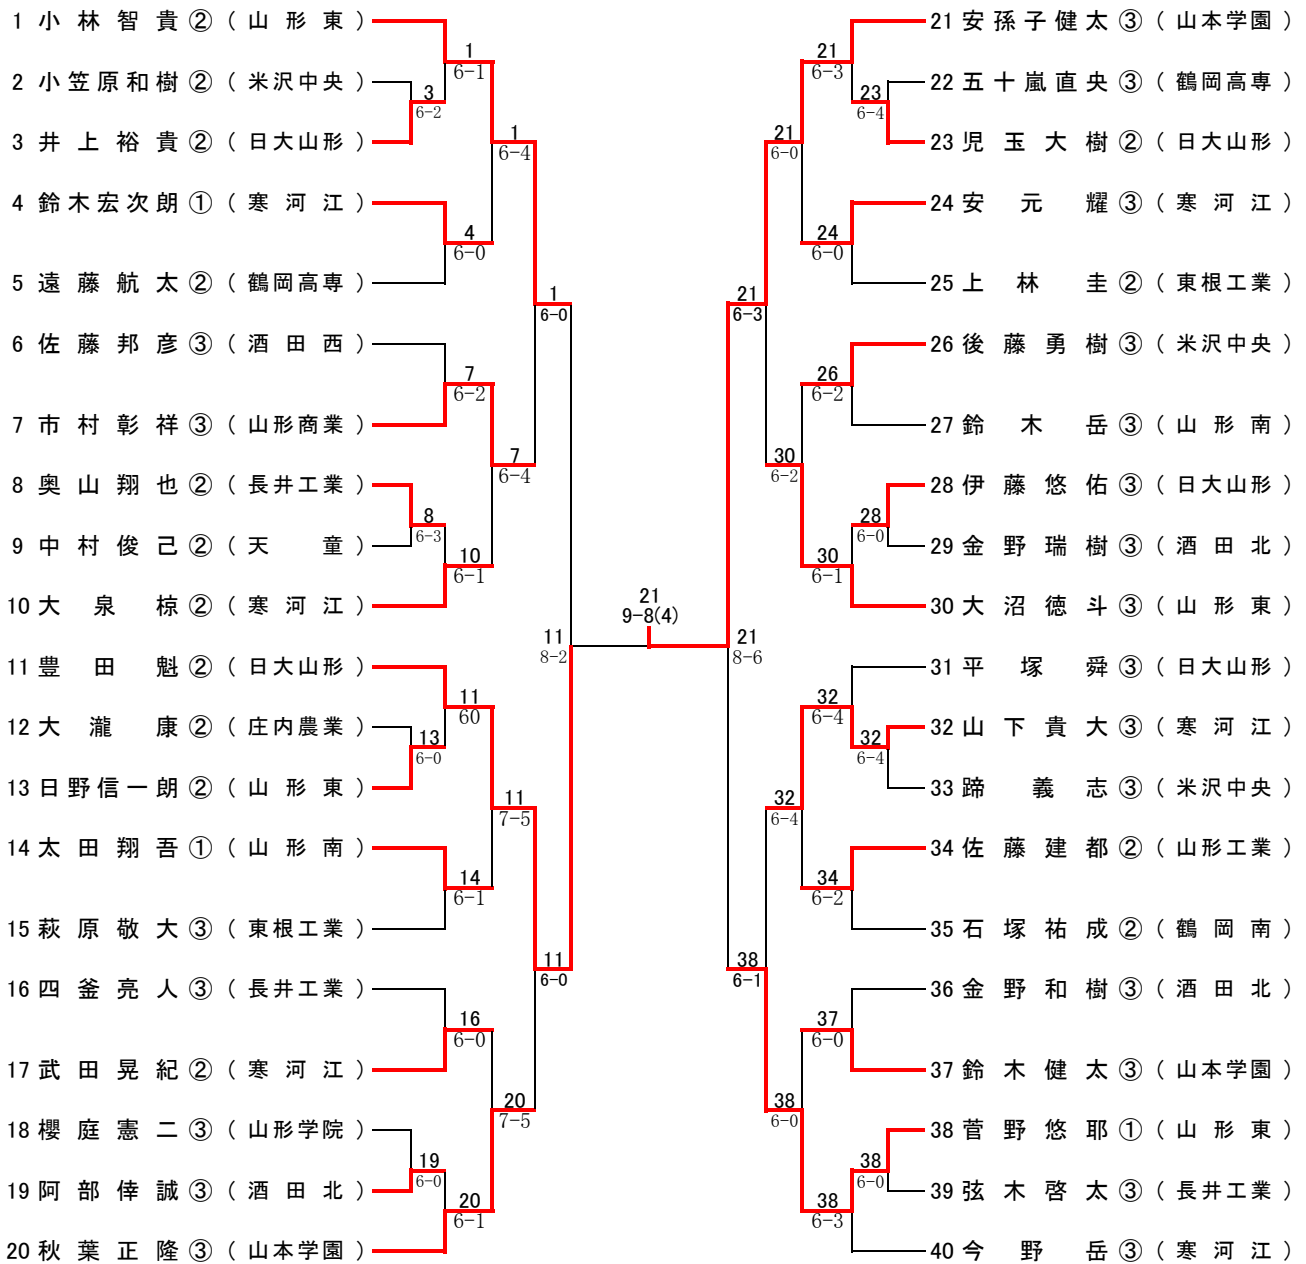 1 小林智貴 ② ( 山形東 )
2 小笠原和樹 ② ( 米沢中央 )
3 井上裕貴 ② ( 日大山形 )
4 鈴木宏次朗 ① ( 寒河江 )
5 遠藤航太 ② ( 鶴岡高専 )
6 佐藤邦彦 ③ ( 酒田西 )
7 市村彰祥 ③ ( 山形商業 )
8 奥山翔也 ② ( 長井工業 )
9 中村俊己 ② ( 天童 )
10 大泉椋 ② ( 寒河江 )
11 豊田魁 ② ( 日大山形 )
12 大瀧康 ② ( 庄内農業 )
13 日野信一朗 ② ( 山形東 )
14 太田翔吾 ① ( 山形南 )
15 萩原敬大 ③ ( 東根工業 )
16 四釜亮人 ③ ( 長井工業 )
17 武田晃紀 ② ( 寒河江 )
18 櫻庭憲二 ③ ( 山形学院 )
19 阿部倖誠 ③ ( 酒田北 )
20 秋葉正隆 ③ ( 山本学園 )
3
6-2
8
6-3
13
6-0
19
6-0
1
6-1
4
6-0
7
6-2
10
6-1
11
60
14
6-1
16
6-0
20
6-1
1
6-4
7
6-4
11
7-5
20
7-5
1
6-0
11
6-0
11
8-2
21
9-8(4)
21
8-6
21
6-3
38
6-1
21
6-0
30
6-2
32
6-4
38
6-0
21
6-3
24
6-0
26
6-2
30
6-1
32
6-4
34
6-2
37
6-0
38
6-3
23
6-4
28
6-0
32
6-4
38
6-0
21 安孫子健太 ③ ( 山本学園 )
22 五十嵐直央 ③ ( 鶴岡高専 )
23 児玉大樹 ② ( 日大山形 )
24 安元耀 ③ ( 寒河江 )
25 上林圭 ② ( 東根工業 )
26 後藤勇樹 ③ ( 米沢中央 )
27 鈴木岳 ③ ( 山形南 )
28 伊藤悠佑 ③ ( 日大山形 )
29 金野瑞樹 ③ ( 酒田北 )
30 大沼徳斗 ③ ( 山形東 )
31 平塚舜 ③ ( 日大山形 )
32 山下貴大 ③ ( 寒河江 )
33 蹄義志 ③ ( 米沢中央 )
34 佐藤建都 ② ( 山形工業 )
35 石塚祐成 ② ( 鶴岡南 )
36 金野和樹 ③ ( 酒田北 )
37 鈴木健太 ③ ( 山本学園 )
38 菅野悠耶 ① ( 山形東 )
39 弦木啓太 ③ ( 長井工業 )
40 今野岳 ③ ( 寒河江 )